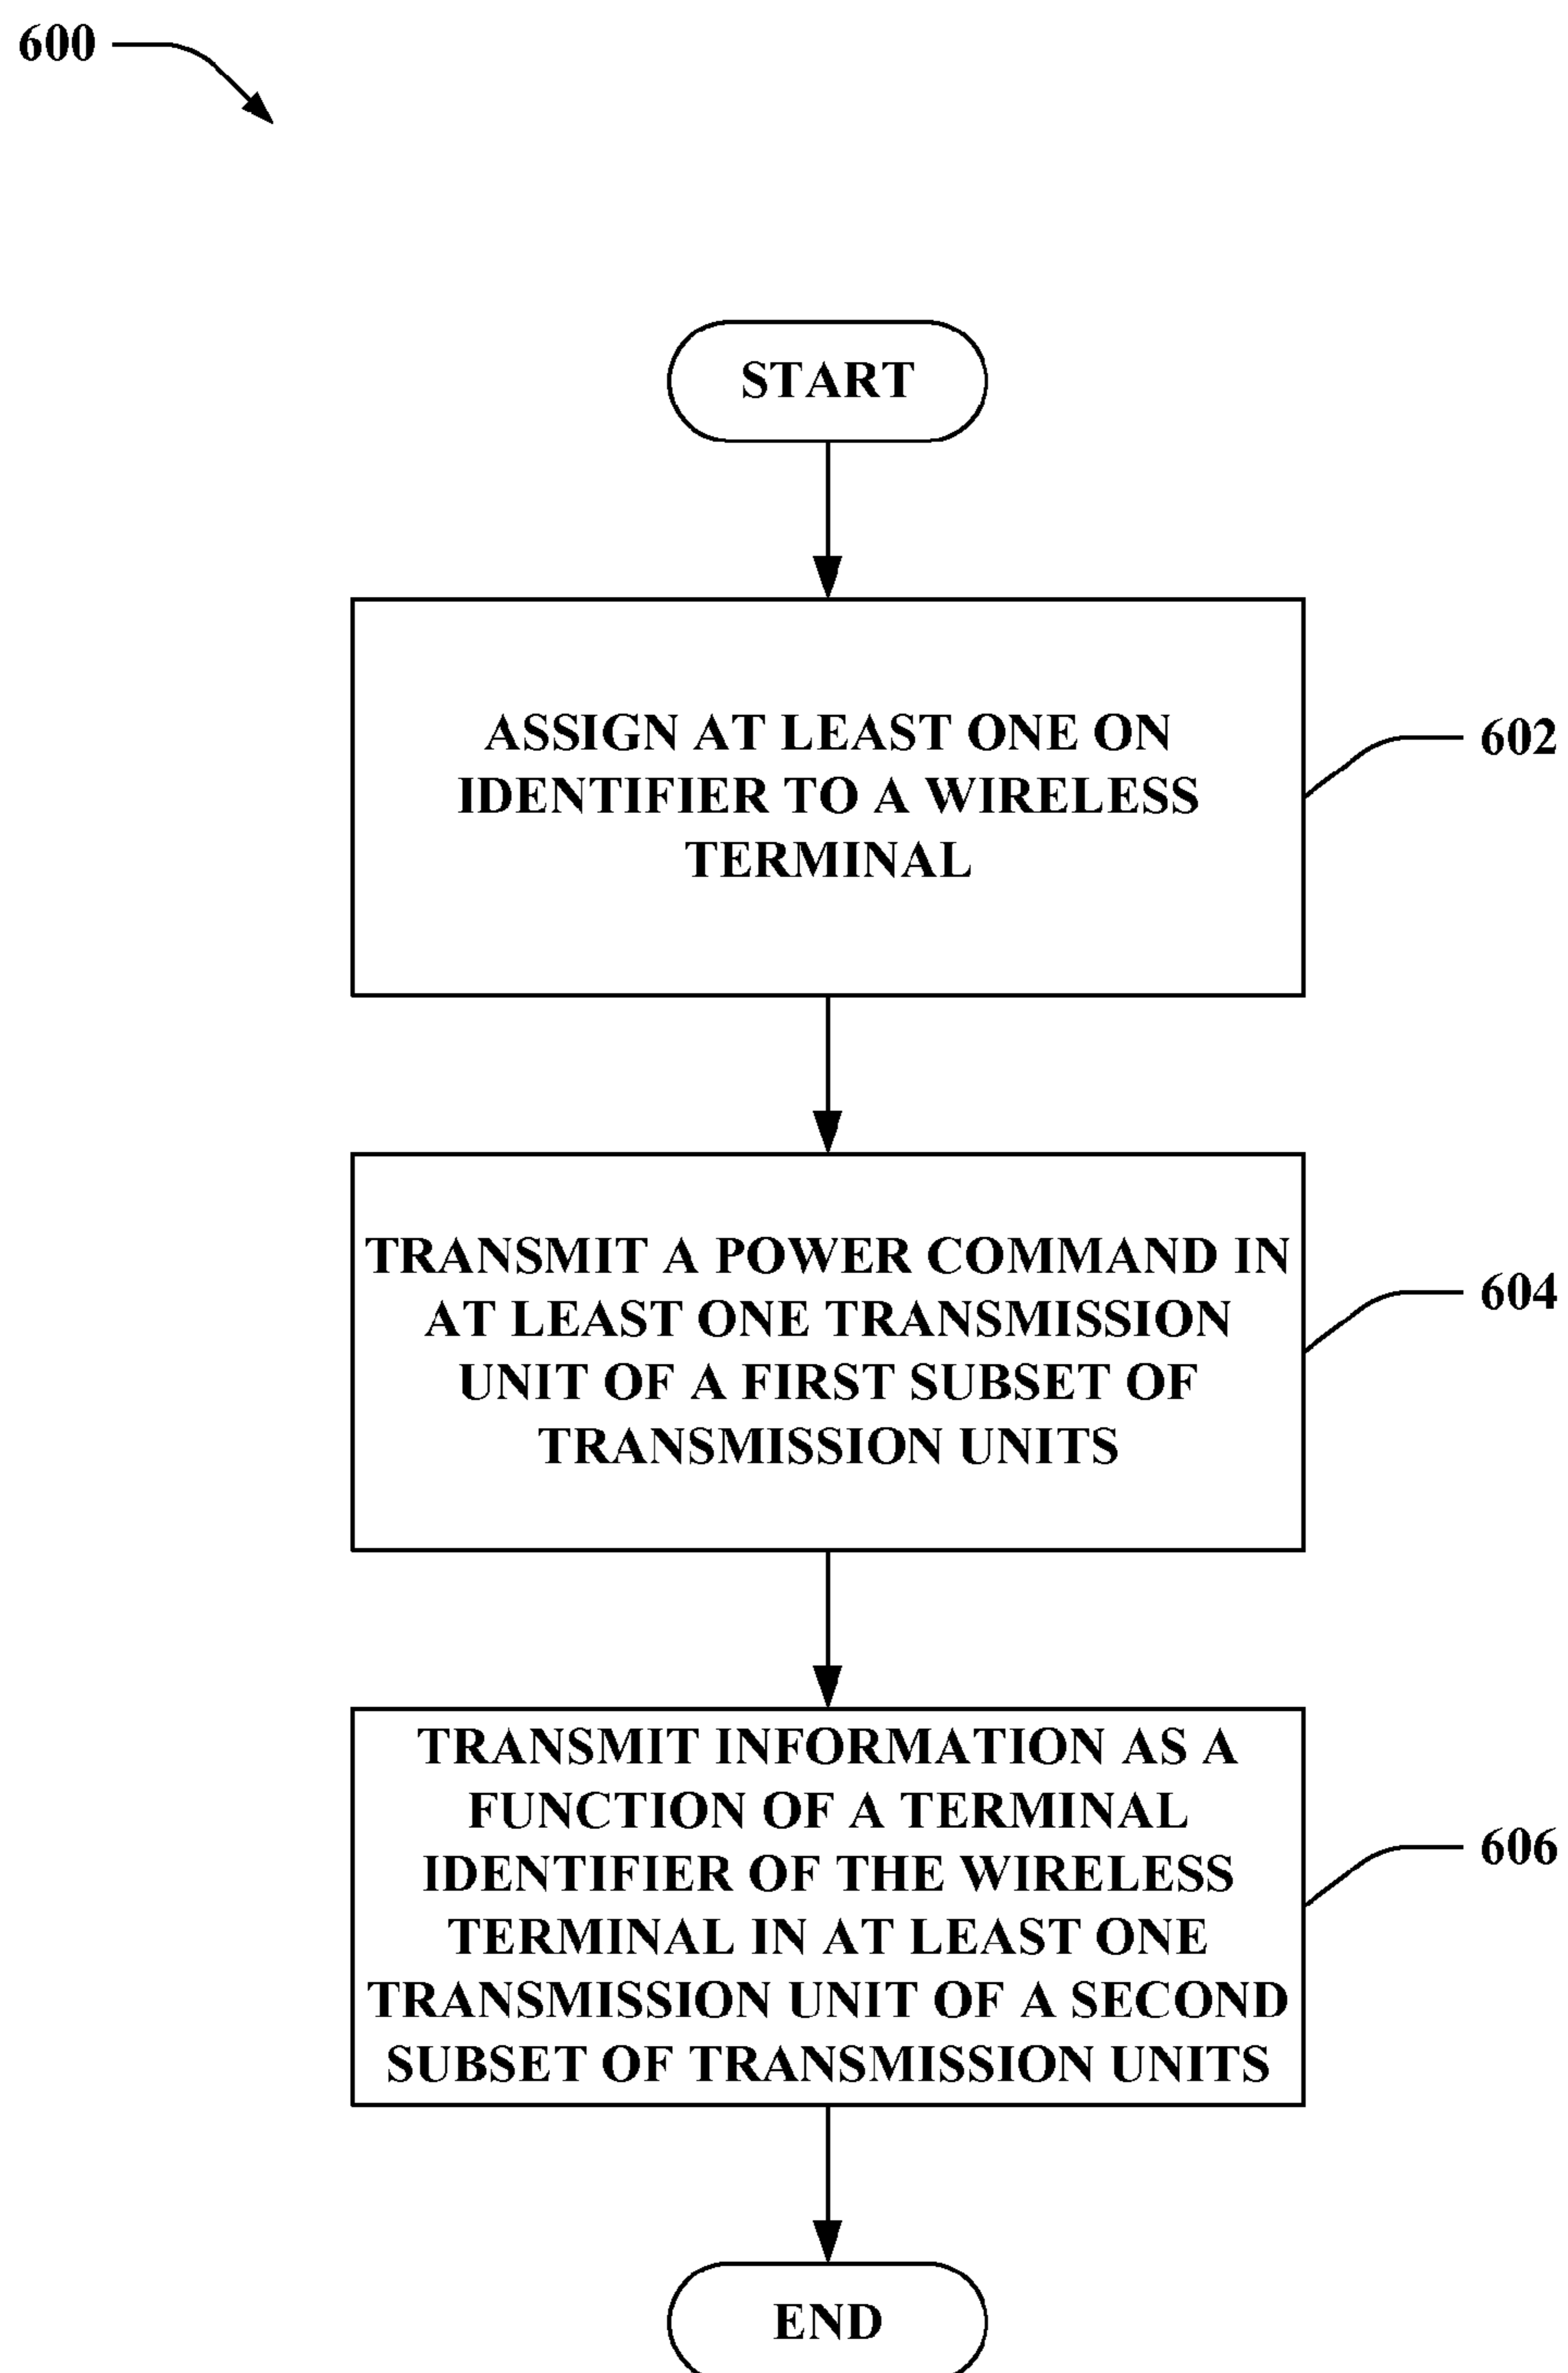 600
START
ASSIGN AT LEAST ONE ON
IDENTIFIER TO A WIRELESS
TERMINAL
602
TRANSMIT A POWER COMMAND IN
AT LEAST ONE TRANSMISSION
UNIT OF A FIRST SUBSET OF
TRANSMISSION UNITS
604
TRANSMIT INFORMATION AS A
FUNCTION OF A TERMINAL
IDENTIFIER OF THE WIRELESS
TERMINAL IN AT LEAST ONE
TRANSMISSION UNIT OF A SECOND
SUBSET OF TRANSMISSION UNITS
606
END